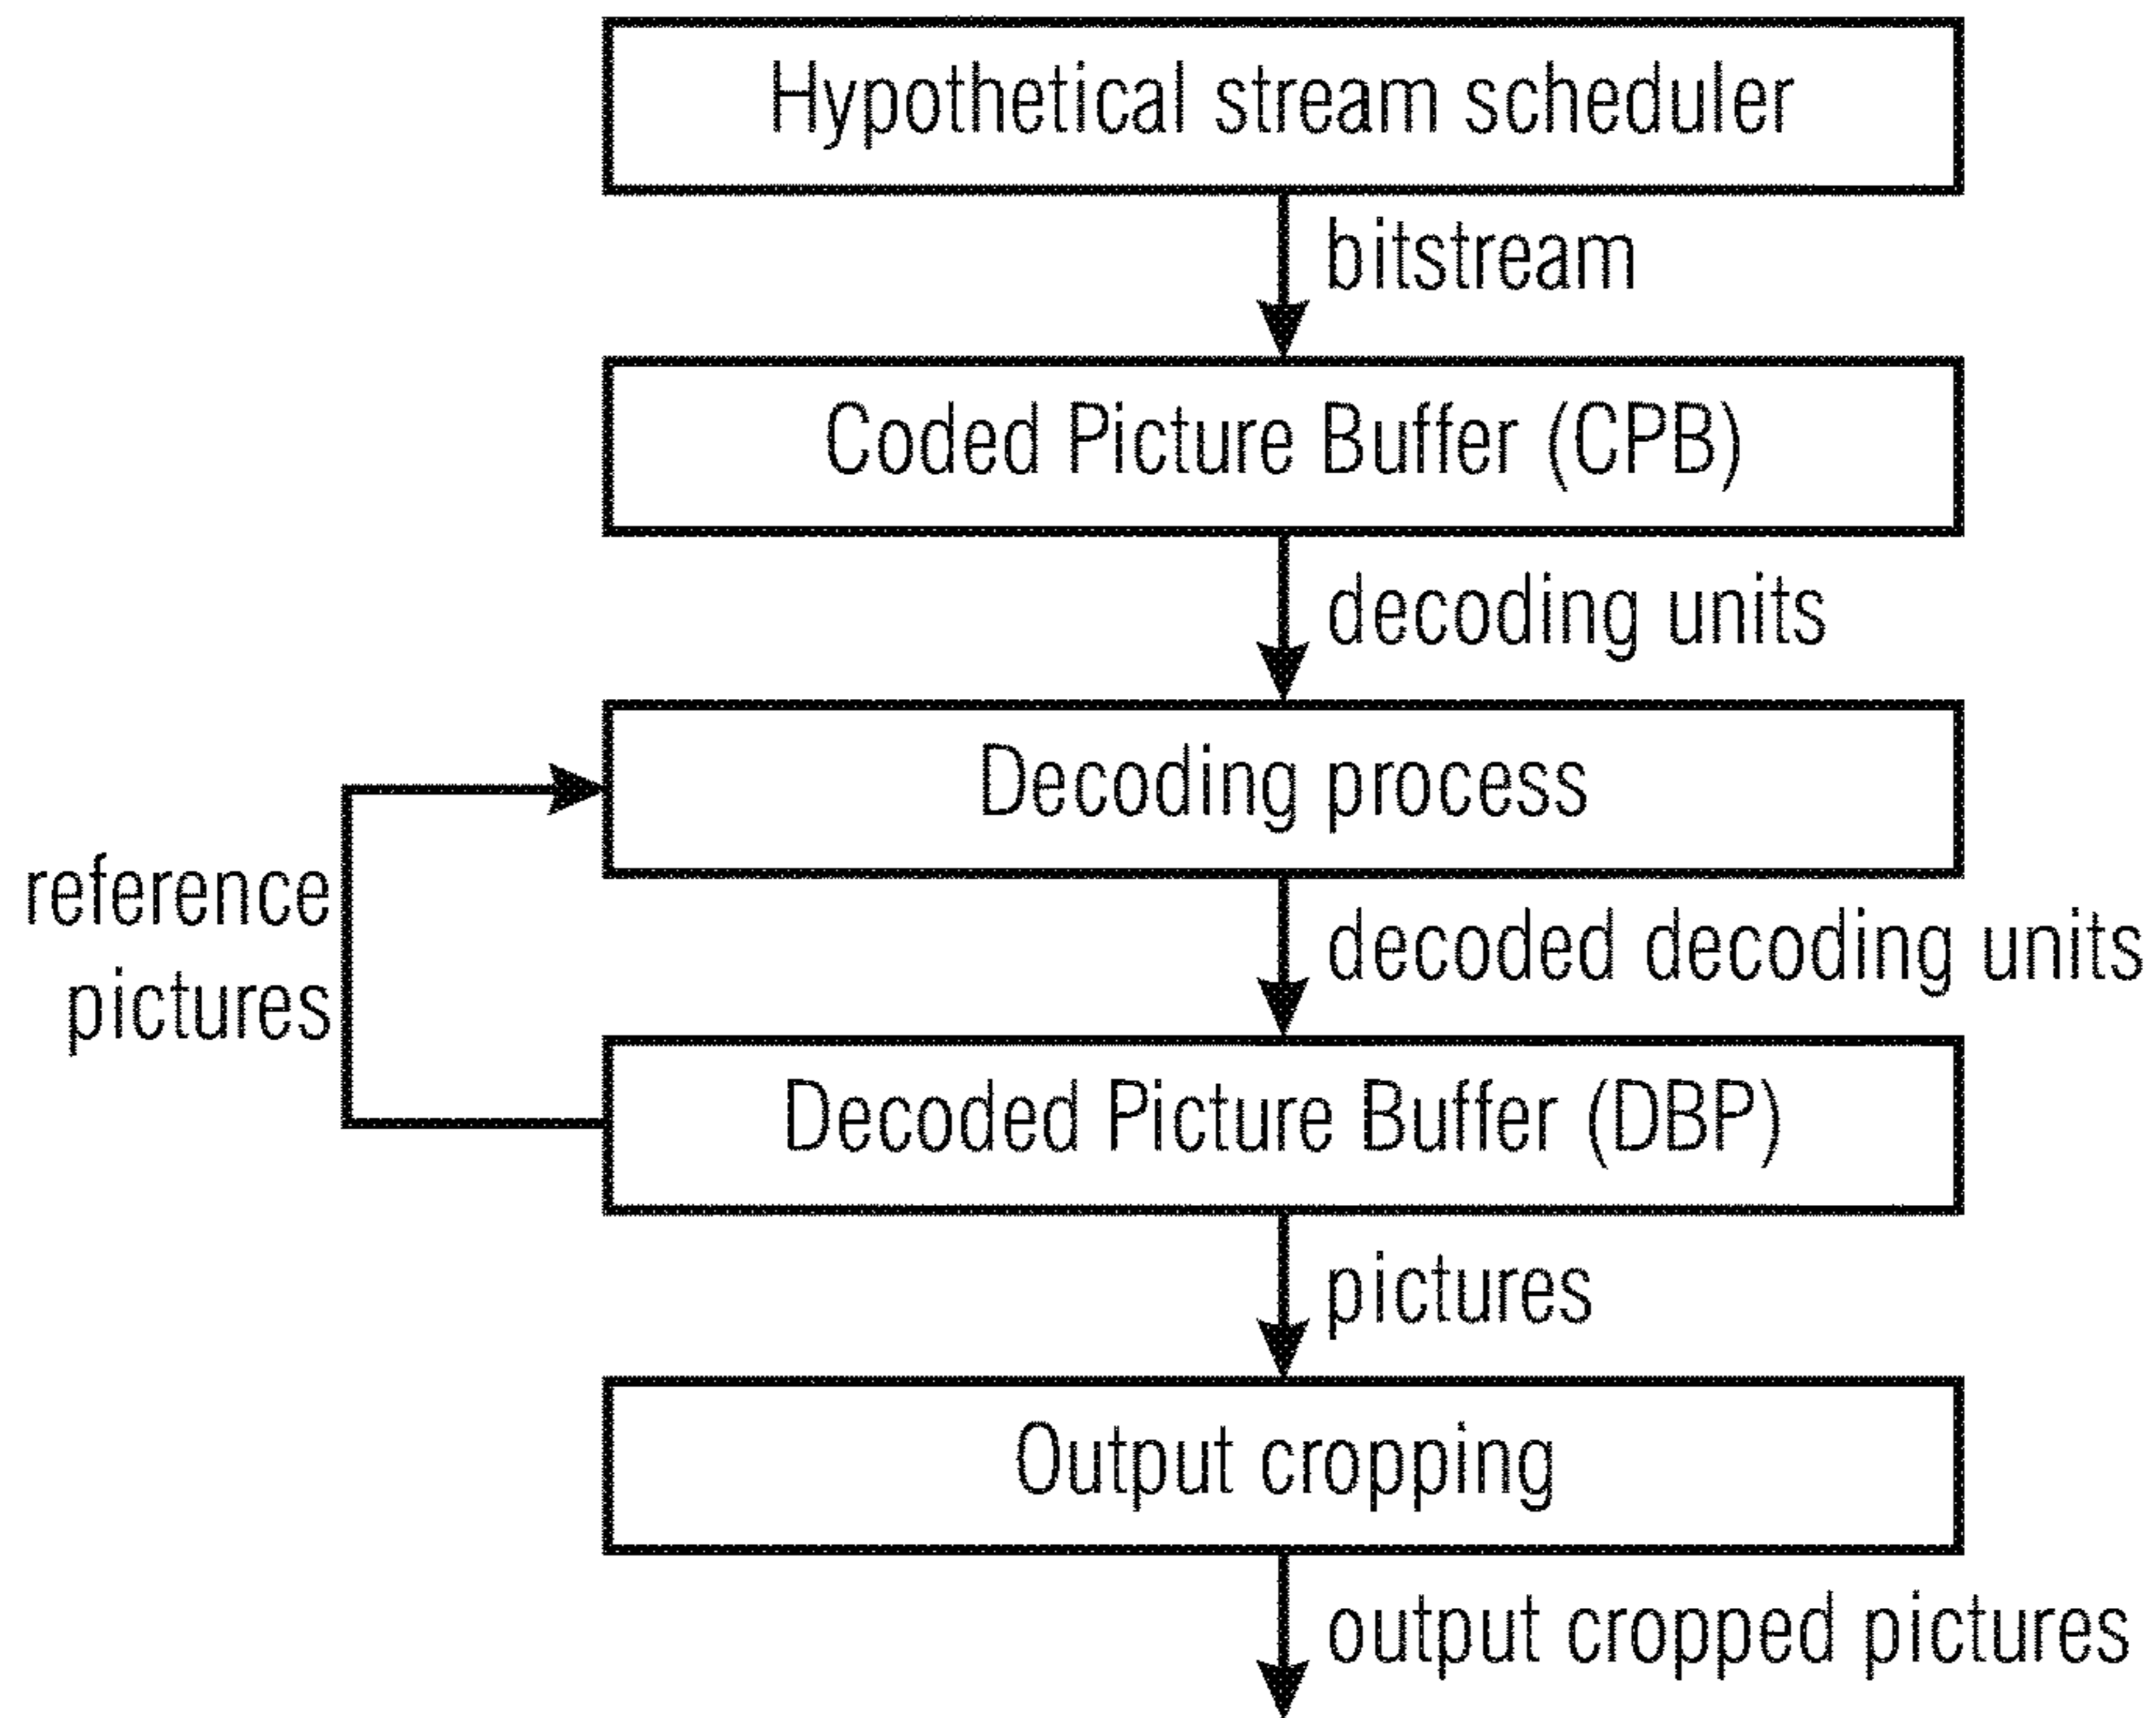 Hypothetical stream scheduler
bitstream
Coded Picture Buffer (CPB)
decoding units
Decoding process
reference
pictures
decoded decoding units
Decoded Picture Buffer (DBP)
pictures
Output cropping
output cropped pictures